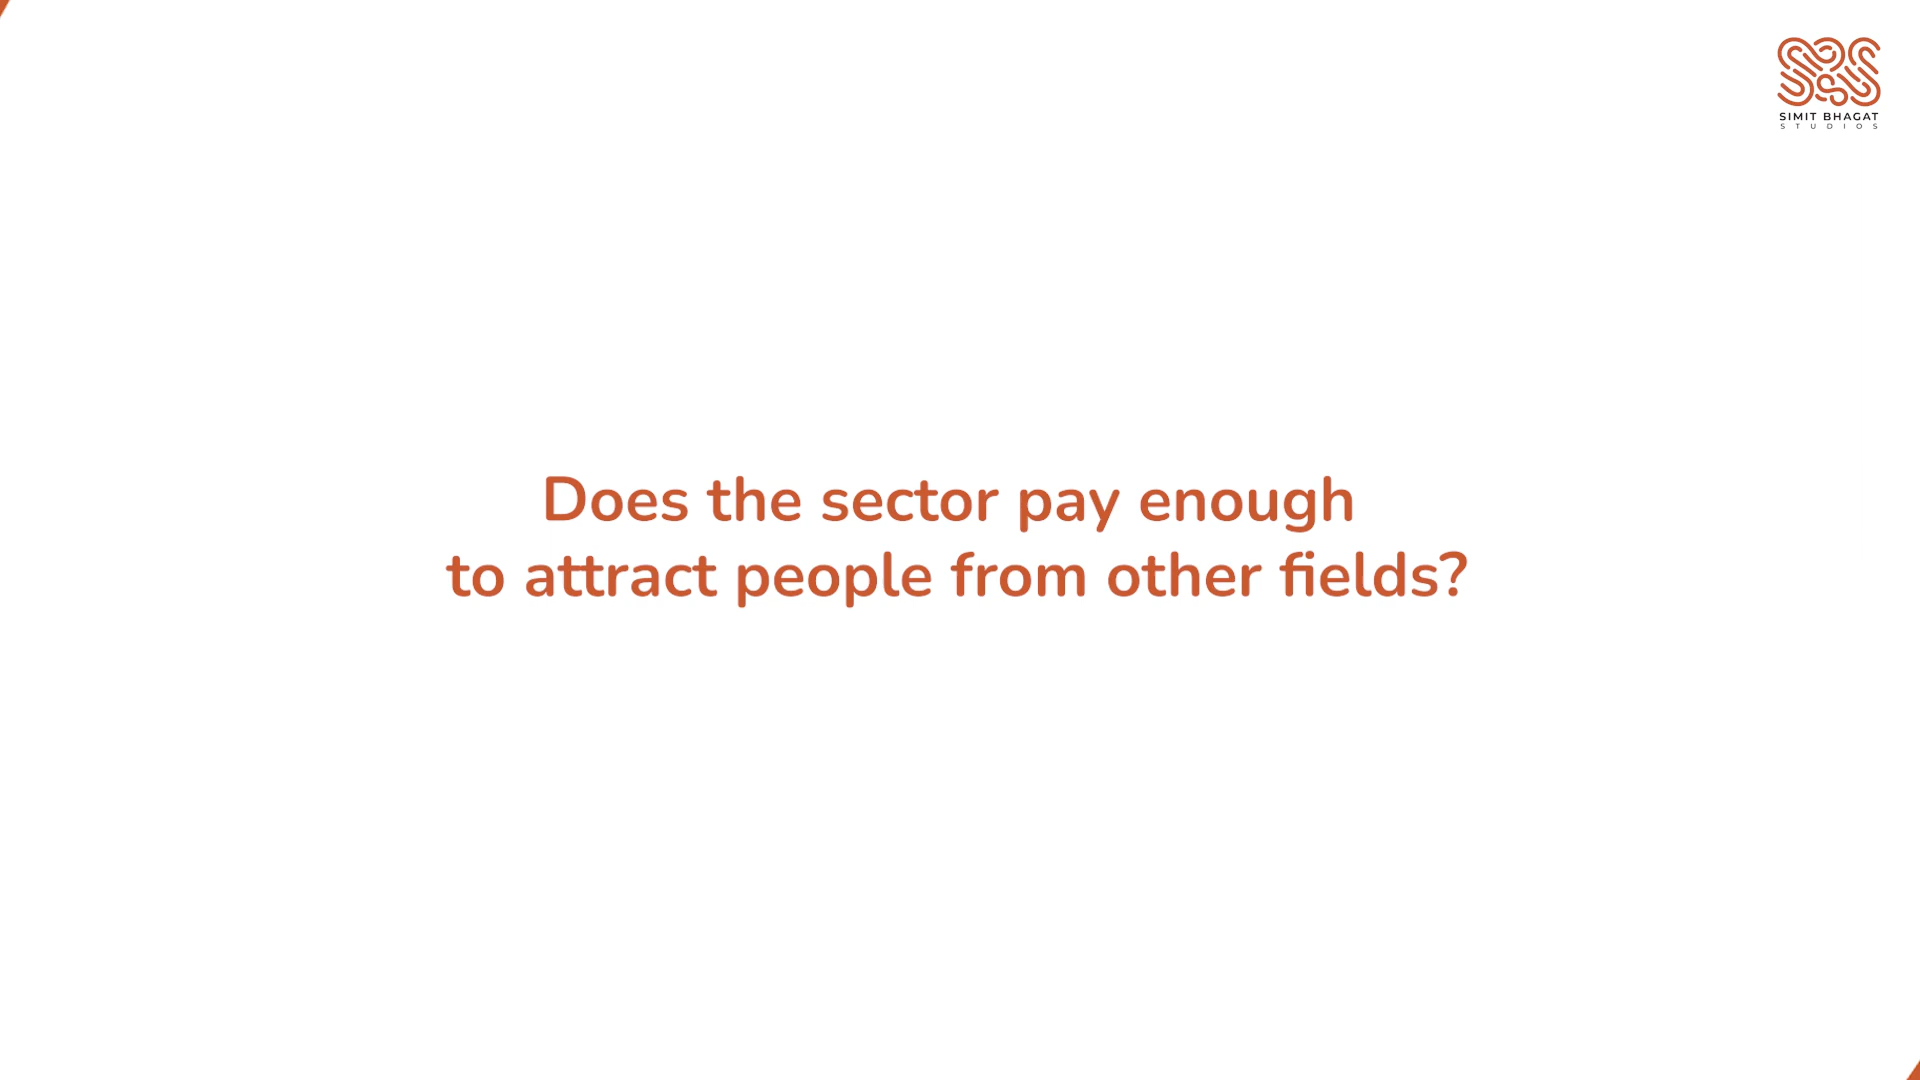 SIMIT BHAGAT
STUDIOS
Does the sector pay enough
to attract people from other fields?